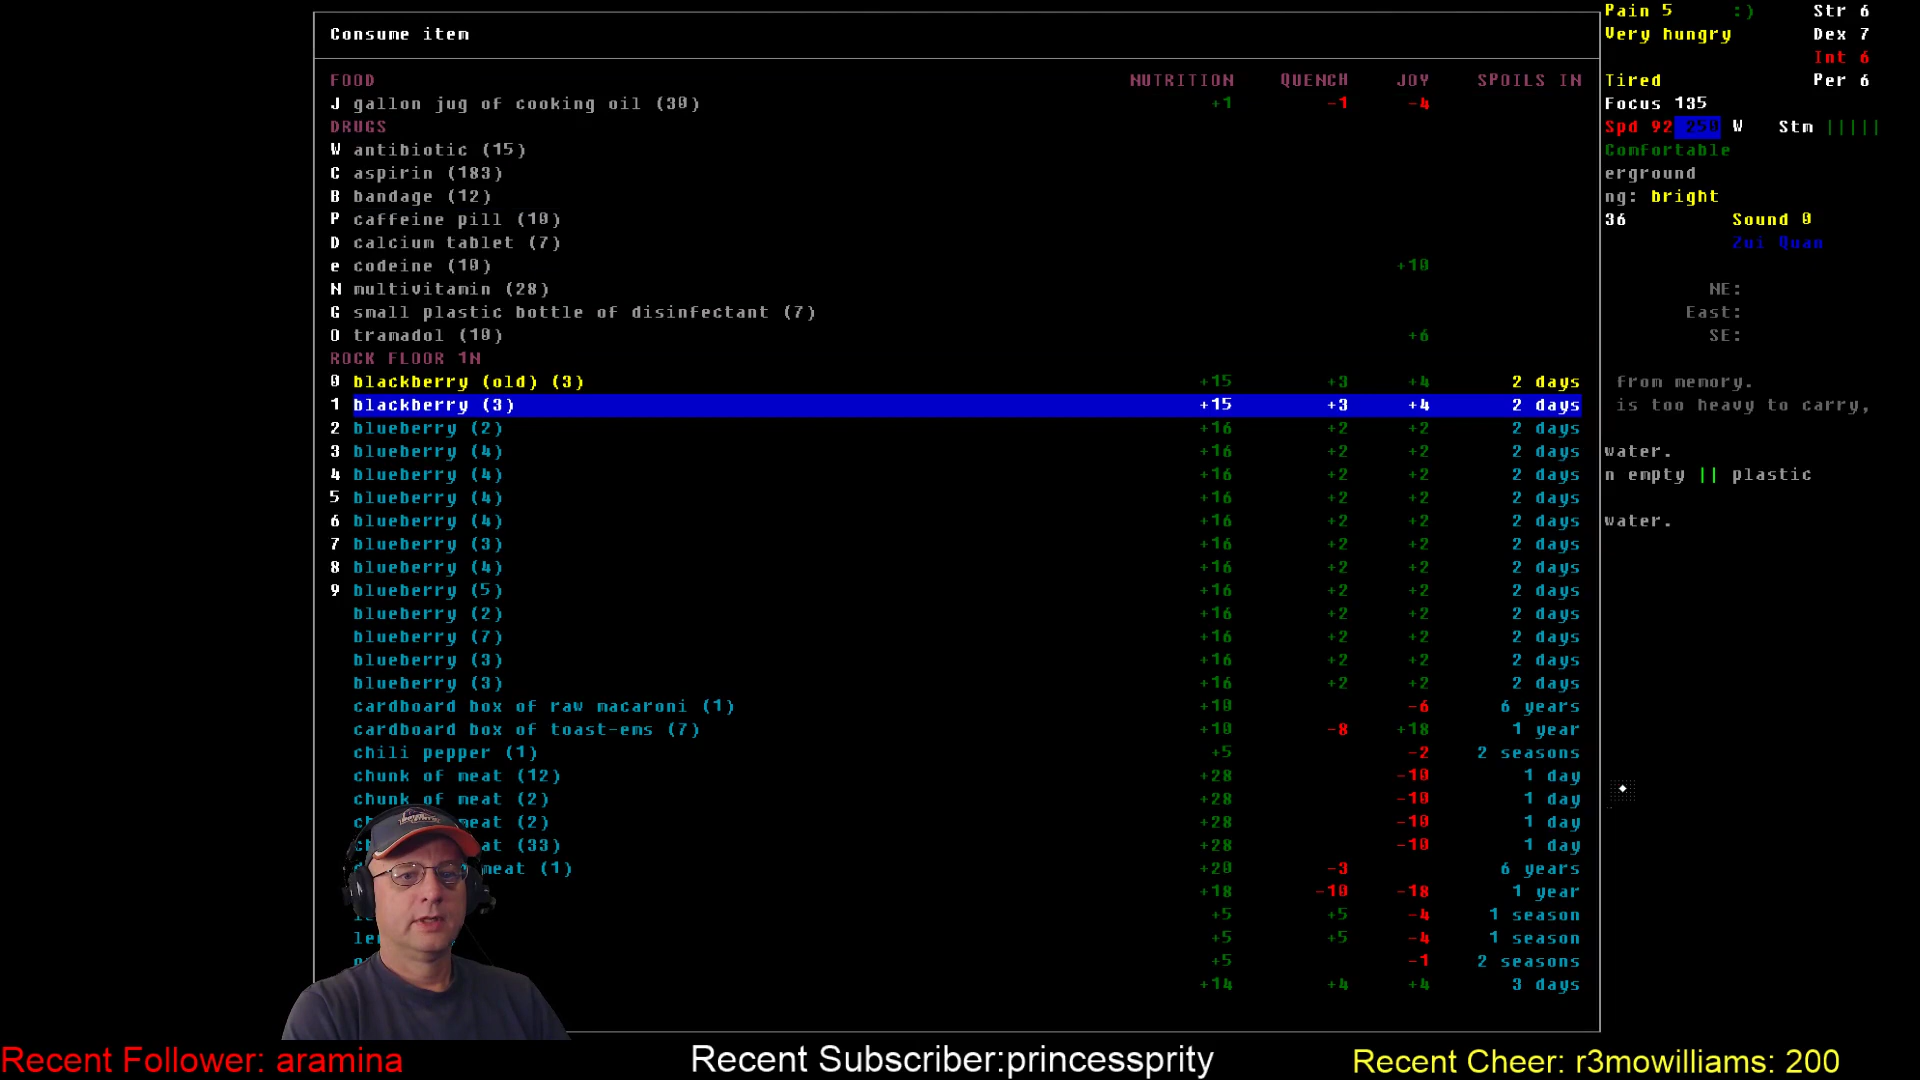 Consume item
FOOD NUTRITION QUENCH JOY SPOILS IN
J gallon jug of cooking oil (30) +1 -1 -4
DRUGS
W antibiotic (15)
C aspirin (183)
B bandage (12)
P caffeine pill (10)
D calcium tablet (7)
e codeine (10) +10
N multivitamin (28)
G small plastic bottle of disinfectant (7)
O tramadol (10) +6
ROCK FLOOR 1N
0 blackberry (old) (3) +15 +3 +4 2 days
1 blackberry (3) +15 +3 +4 2 days
2 blueberry (2) +16 +2 +2 2 days
3 blueberry (4) +16 +2 +2 2 days
4 blueberry (4) +16 +2 +2 2 days
5 blueberry (4) +16 +2 +2 2 days
6 blueberry (4) +16 +2 +2 2 days
7 blueberry (3) +16 +2 +2 2 days
8 blueberry (4) +16 +2 +2 2 days
9 blueberry (5) +16 +2 +2 2 days
blueberry (2) +16 +2 +2 2 days
blueberry (7) +16 +2 +2 2 days
blueberry (3) +16 +2 +2 2 days
blueberry (3) +16 +2 +2 2 days
cardboard box of raw macaroni (1) +10 -6 6 years
cardboard box of toast-ems (7) +10 -8 +18 1 year
chili pepper (1) +5 -2 2 seasons
chunk of meat (12) +28 -10 1 day
chunk of meat (2) +28 -10 1 day
meat (2) +28 -10 1 day
(33) +28 -10 1 day
meat (1) +20 -3 6 years
+18 -10 -18 1 year
+5 +5 -4 1 season
+5 +5 -4 1 season
+5 -1 2 seasons
+14 +4 +4 3 days
Pain 5 :) Str 6
Very hungry Dex 7
Int 6
Tired Per 6
Focus 135
Spd 92 250 W Stm |||||
Comfortable
erground
ng: bright
36 Sound 0
Zui Quan
NE:
East:
SE:
from memory.
is too heavy to carry,
water.
n empty || plastic
water.
Recent Follower: aramina
Recent Subscriber:princessprity
Recent Cheer: r3mowilliams: 200